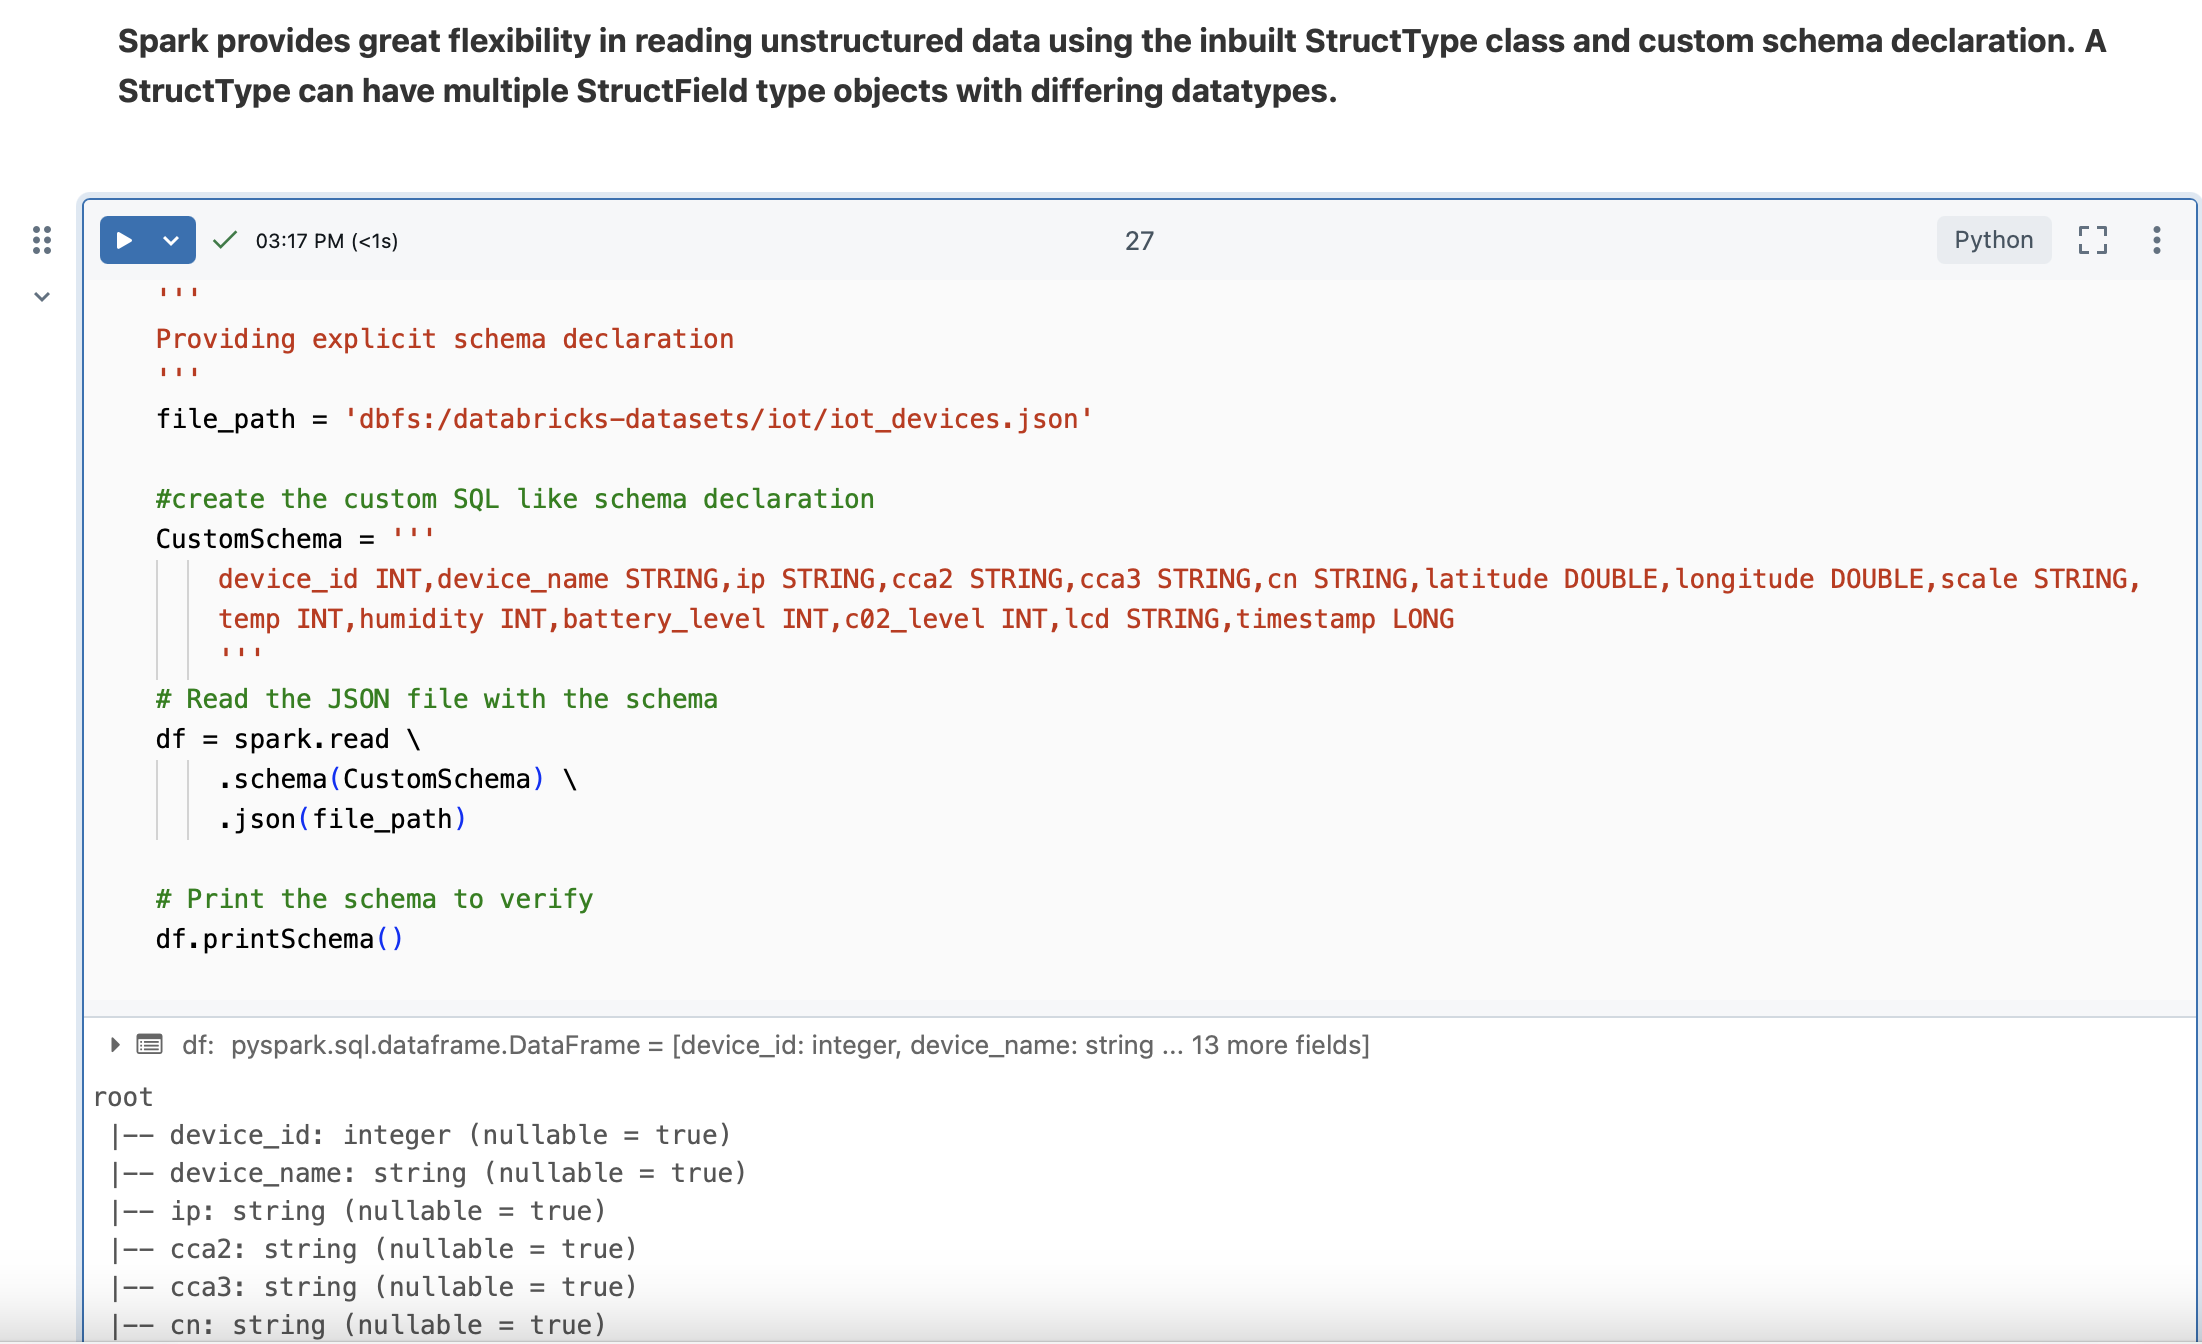 Spark provides great flexibility in reading unstructured data using the inbuilt StructType class and custom schema declaration. A
StructType can have multiple StructField type objects with differing datatypes.
03:17 PM (<1s)
27
Python
'''
Providing explicit schema declaration
'''
file_path = 'dbfs:/databricks-datasets/iot/iot_devices.json'
#create the custom SQL like schema declaration
CustomSchema = '''
device_id INT,device_name STRING,ip STRING,cca2 STRING,cca3 STRING,cn STRING,latitude DOUBLE,longitude DOUBLE,scale STRING,
temp INT,humidity INT,battery_level INT,c02_level INT,lcd STRING,timestamp LONG
'''
# Read the JSON file with the schema
df = spark.read \
.schema(CustomSchema) \
.json(file_path)
# Print the schema to verify
df.printSchema()
df: pyspark.sql.dataframe.DataFrame = [device_id: integer, device_name: string ... 13 more fields]
root
|-- device_id: integer (nullable = true)
|-- device_name: string (nullable = true)
|-- ip: string (nullable = true)
|-- cca2: string (nullable = true)
|-- cca3: string (nullable = true)
|-- cn: string (nullable = true)